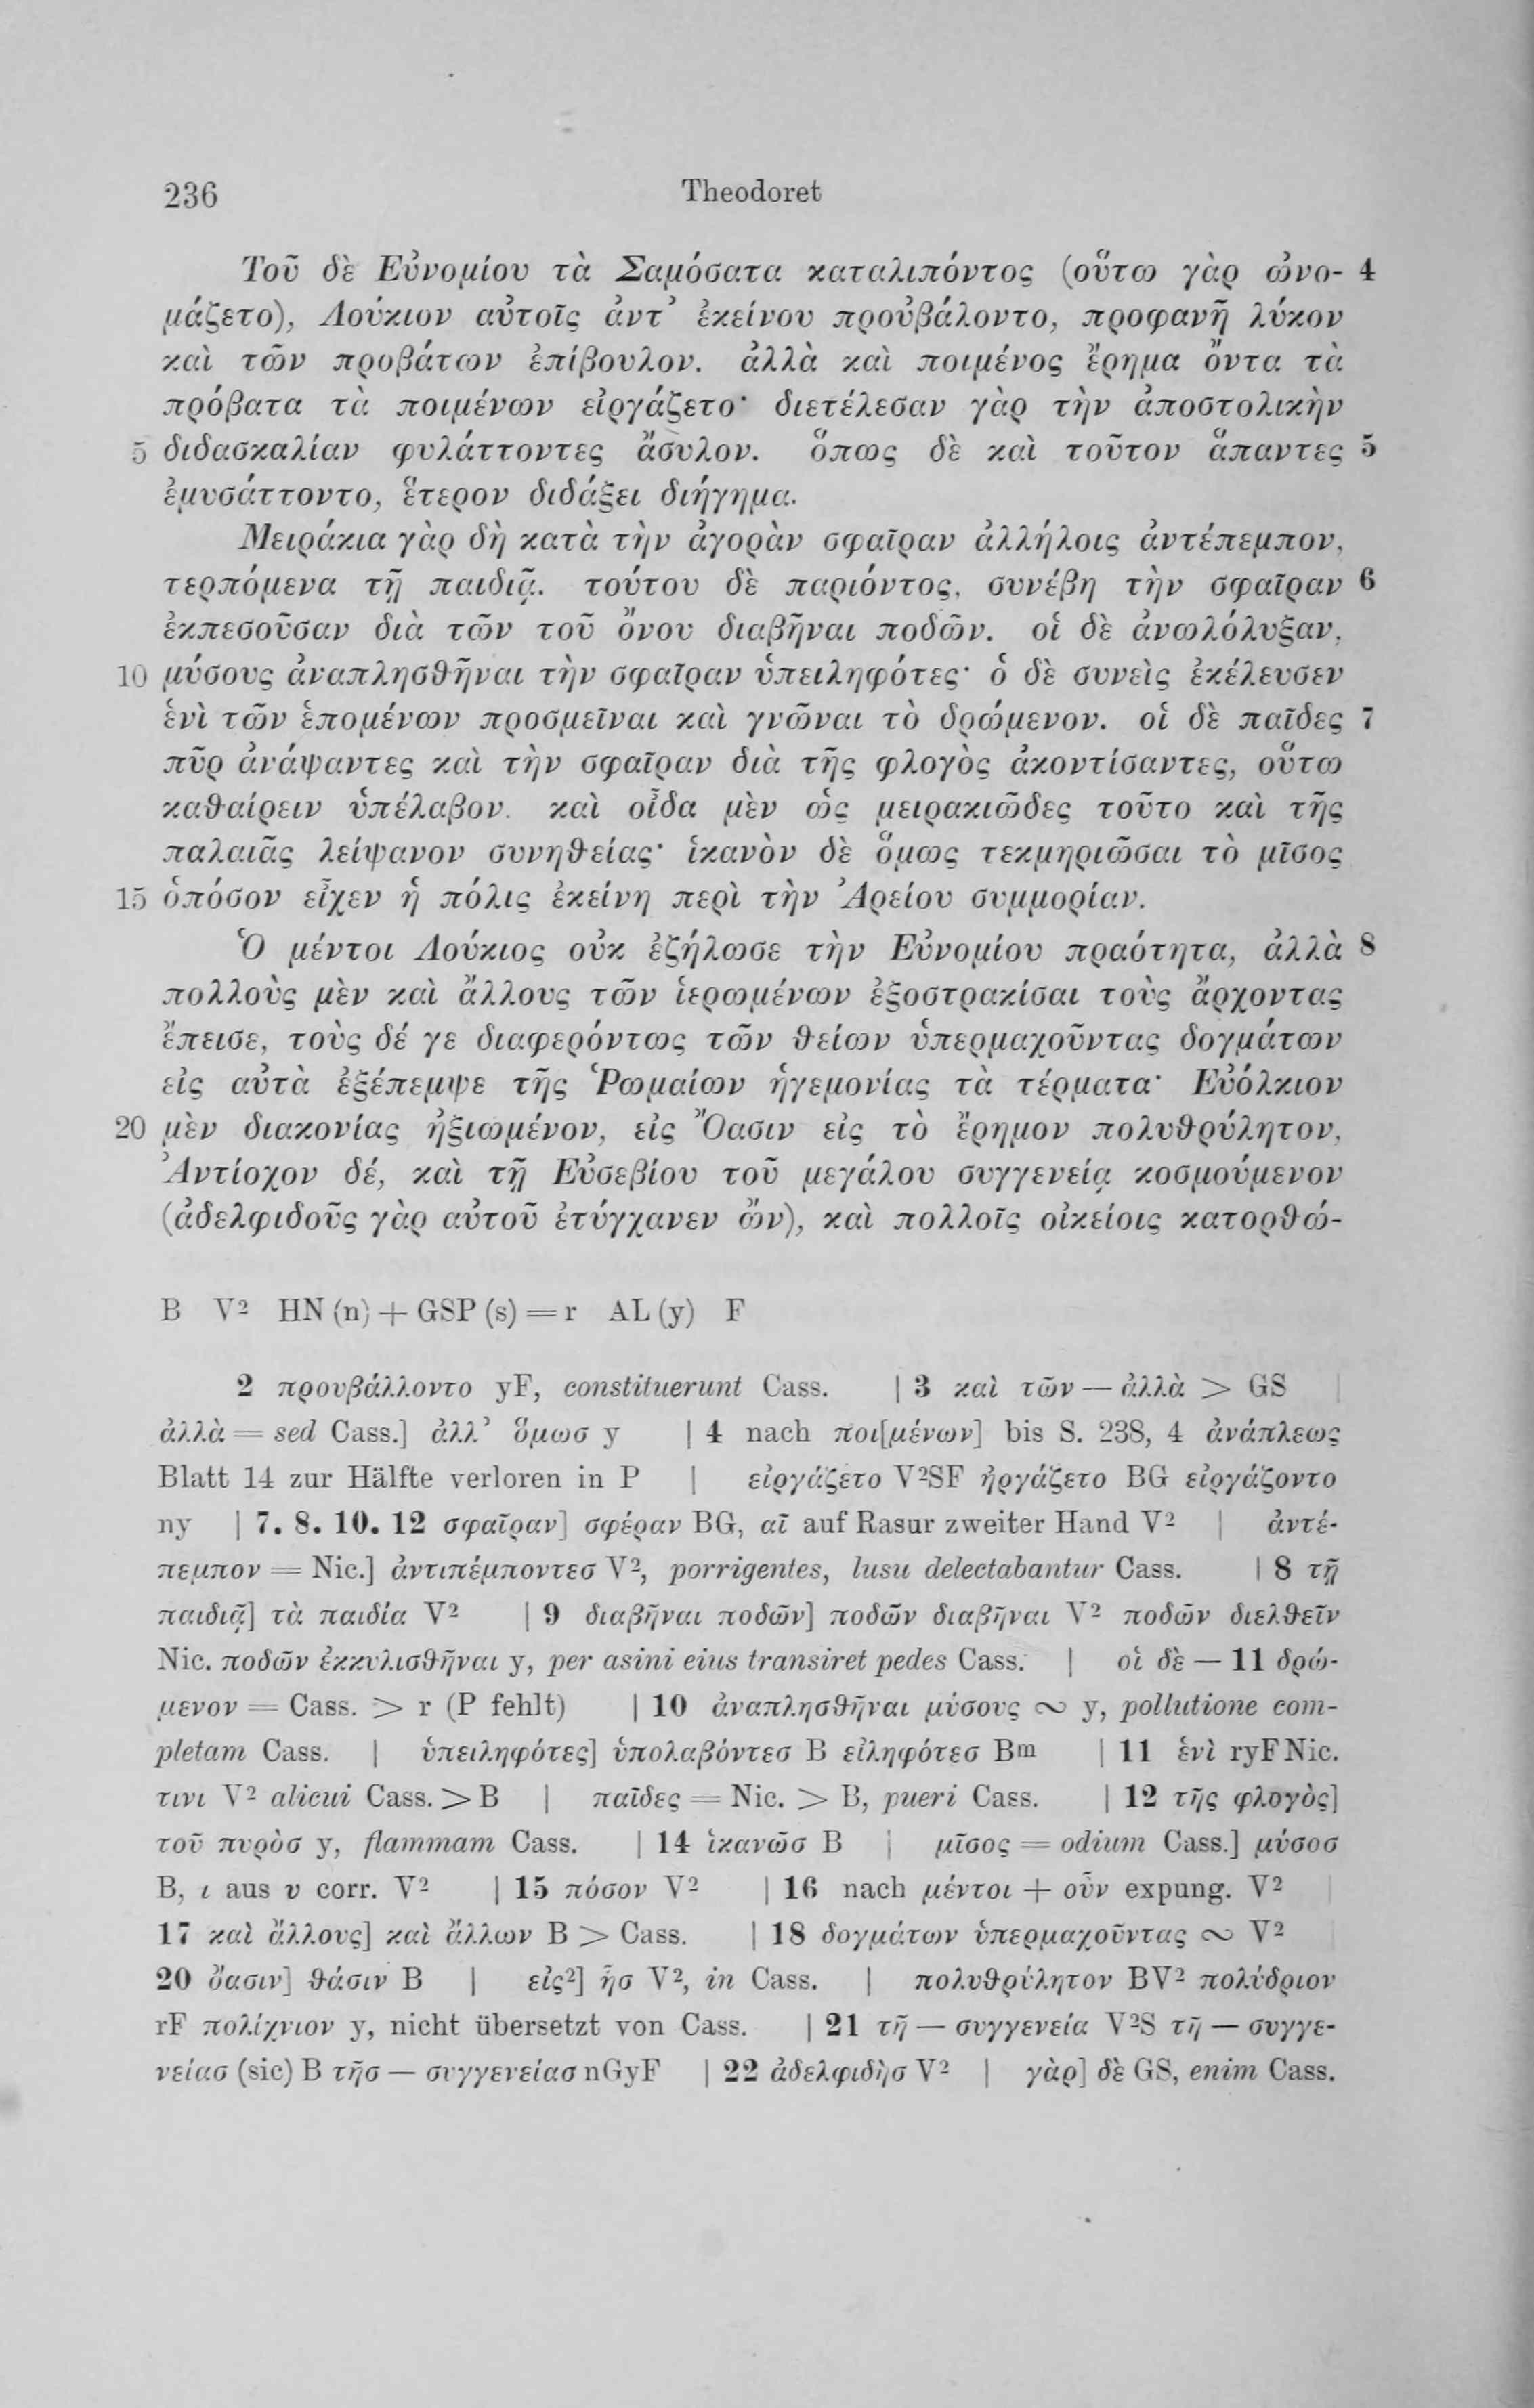 236 Theodoret
Τοῦ δὲ Εὐνομίου τὰ Σαμόσατα καταλιπόντος (οὕτω γὰρ ὠνο- 4
μάζετο), Λούκιον αὐτοῖς ἀντ' ἐκείνου προὐβάλοντο, προφανῆ λύκον
καὶ τῶν προβάτων ἐπίβουλον. ἀλλὰ καὶ ποιμένος ἔρημα ὄντα τὰ
πρόβατα τὰ ποιμένων εἰργάζετο· διετέλεσαν γὰρ τὴν ἀποστολικὴν
5 διδασκαλίαν φυλάττοντες ἄσυλον. ὅπως δὲ καὶ τοῦτον ἅπαντες 5
ἐμυσάττοντο, ἕτερον διδάξει διήγημα.
Μειράκια γὰρ δὴ κατὰ τὴν ἀγορὰν σφαῖραν ἀλλήλοις ἀντέπεμπον,
τερπόμενα τῇ παιδιᾷ. τούτου δὲ παριόντος, συνέβη τὴν σφαῖραν 6
ἐκπεσοῦσαν διὰ τῶν τοῦ ὄνου διαβῆναι ποδῶν. οἱ δὲ ἀνωλόλυξαν,
10 μύσους ἀναπλησθῆναι τὴν σφαῖραν ὑπειληφότες· ὁ δὲ συνεὶς ἐκέλευσεν
ἑνὶ τῶν ἑπομένων προσμεῖναι καὶ γνῶναι τὸ δρώμενον. οἱ δὲ παῖδες 7
πῦρ ἀνάψαντες καὶ τὴν σφαῖραν διὰ τῆς φλογὸς ἀκοντίσαντες, οὕτω
καθαίρειν ὑπέλαβον. καὶ οἶδα μὲν ὡς μειρακιῶδες τοῦτο καὶ τῆς
παλαιᾶς λείψανον συνηθείας· ἱκανὸν δὲ ὅμως τεκμηριῶσαι τὸ μῖσος
15 ὁπόσον εἶχεν ἡ πόλις ἐκείνη περὶ τὴν Ἀρείου συμμορίαν.
Ὁ μέντοι Λούκιος οὐκ ἐζήλωσε τὴν Εὐνομίου πραότητα, ἀλλὰ 8
πολλοὺς μὲν καὶ ἄλλους τῶν ἱερωμένων ἐξοστρακίσαι τοὺς ἄρχοντας
ἔπεισε, τοὺς δέ γε διαφερόντως τῶν θείων ὑπερμαχοῦντας δογμάτων
εἰς αὐτὰ ἐξέπεμψε τῆς Ῥωμαίων ἡγεμονίας τὰ τέρματα· Εὐόλκιον
20 μὲν διακονίας ἠξιωμένον, εἰς Ὄασιν εἰς τὸ ἔρημον πολυθρύλητον,
Ἀντίοχον δέ, καὶ τῇ Εὐσεβίου τοῦ μεγάλου συγγενείᾳ κοσμούμενον
(ἀδελφιδοῦς γὰρ αὐτοῦ ἐτύγχανεν ὤν), καὶ πολλοῖς οἰκείοις κατορθώ-
B V² HN (n) + GSP (s) = r AL (y) F
2 προυβάλλοντο yF, constituerunt Cass. | 3 καὶ τῶν — ἀλλὰ > GS |
ἀλλὰ = sed Cass.] ἀλλ' ὅμωσ y | 4 nach ποι[μένων] bis S. 238, 4 ἀνάπλεως
Blatt 14 zur Hälfte verloren in P | εἰργάζετο V²SF ἠργάζετο BG εἰργάζοντο
ny | 7. 8. 10. 12 σφαῖραν] σφέραν BG, αῖ auf Rasur zweiter Hand V² | ἀντέ-
πεμπον = Nic.] ἀντιπέμποντεσ V², porrigentes, lusu delectabantur Cass. | 8 τῇ
παιδιᾷ] τὰ παιδία V² | 9 διαβῆναι ποδῶν] ποδῶν διαβῆναι V² ποδῶν διελθεῖν
Nic. ποδῶν ἐκκυλισθῆναι y, per asini eius transiret pedes Cass. | οἱ δὲ — 11 δρώ-
μενον = Cass. > r (P fehlt) | 10 ἀναπλησθῆναι μύσους ∾ y, pollutione com-
pletam Cass. | ὑπειληφότες] ὑπολαβόντεσ B εἰληφότεσ Bᵐ | 11 ἑνὶ ryF Nic.
τινι V² alicui Cass. > B | παῖδες = Nic. > B, pueri Cass. | 12 τῆς φλογὸς]
τοῦ πυρὸσ y, flammam Cass. | 14 ἱκανῶσ B | μῖσος = odium Cass.] μύσοσ
B, ι aus υ corr. V² | 15 πόσον V² | 16 nach μέντοι + οὖν expung. V² |
17 καὶ ἄλλους] καὶ ἄλλων B > Cass. | 18 δογμάτων ὑπερμαχοῦντας ∾ V² |
20 ὄασιν] θάσιν B | εἰς²] ἧσ V², in Cass. | πολυθρύλητον BV² πολύδριον
rF πολίχνιον y, nicht übersetzt von Cass. | 21 τῇ — συγγενεία V²S τῇ — συγγε-
νείασ (sic) B τῆσ — συγγενείασ nGyF | 22 ἀδελφιδὴσ V² | γὰρ] δὲ GS, enim Cass.